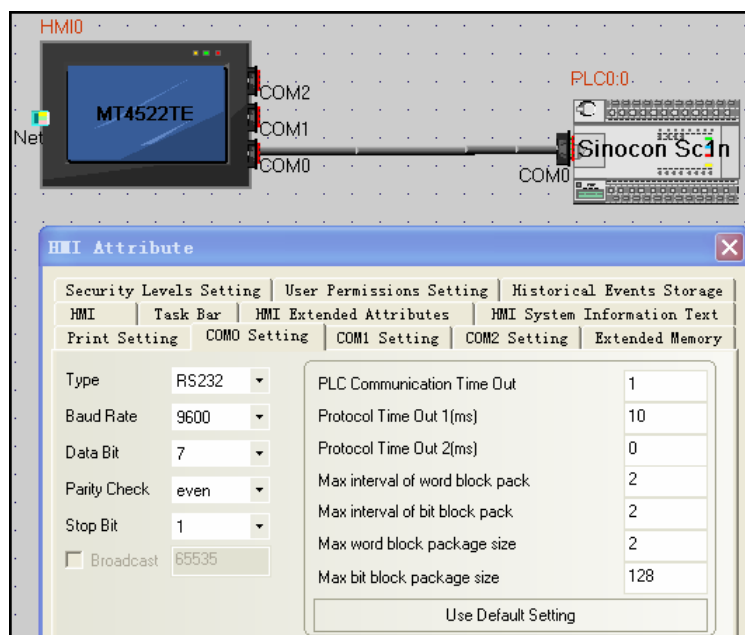 HMI0
MT4522TE
Net
COM2
COM1
COM0
PLC0:0
Sinocon Sc1n
COM0
HMI Attribute
Security Levels Setting User Permissions Setting Historical Events Storage
HMI Task Bar HMI Extended Attributes HMI System Information Text
Print Setting COM0 Setting COM1 Setting COM2 Setting Extended Memory
Type RS232
Baud Rate 9600
Data Bit 7
Parity Check even
Stop Bit 1
Broadcast 65535
PLC Communication Time Out 1
Protocol Time Out 1(ms) 10
Protocol Time Out 2(ms) 0
Max interval of word block pack 2
Max interval of bit block pack 2
Max word block package size 2
Max bit block package size 128
Use Default Setting